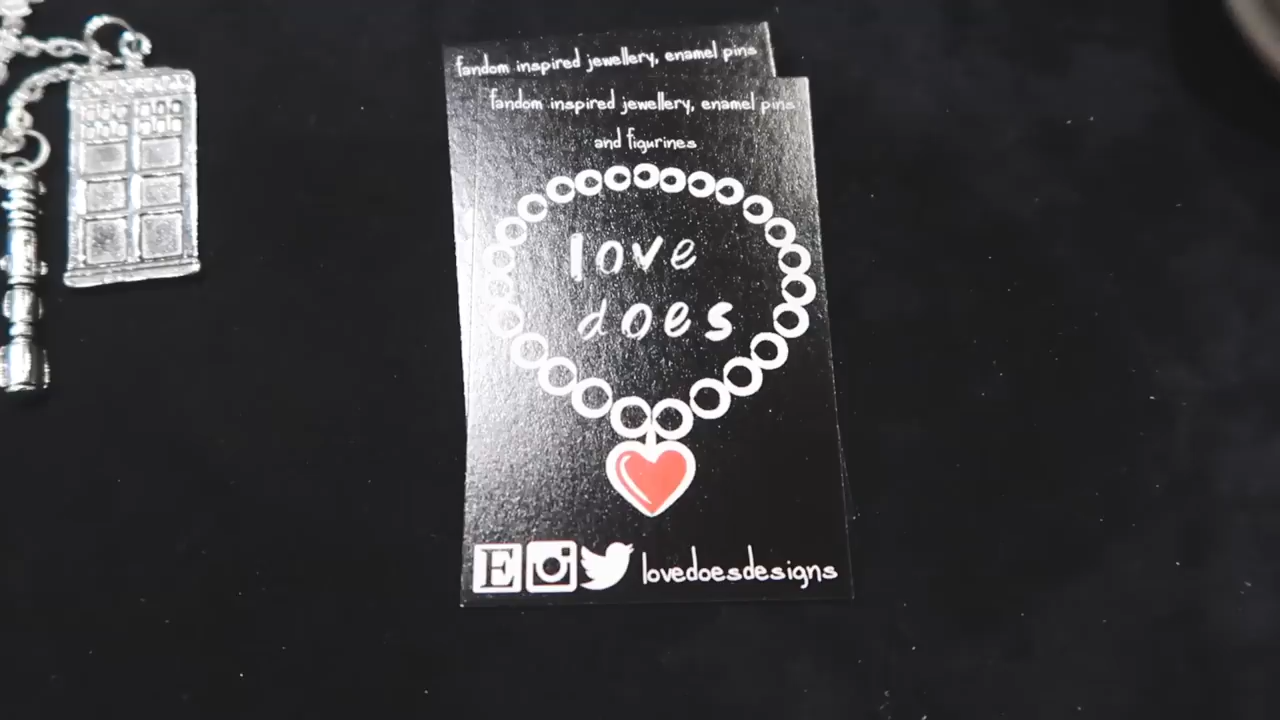 fandom inspired jewellery, enamel pins
fandom inspired jewellery, enamel pins
and figurines
love
does
E lovedoesdesigns